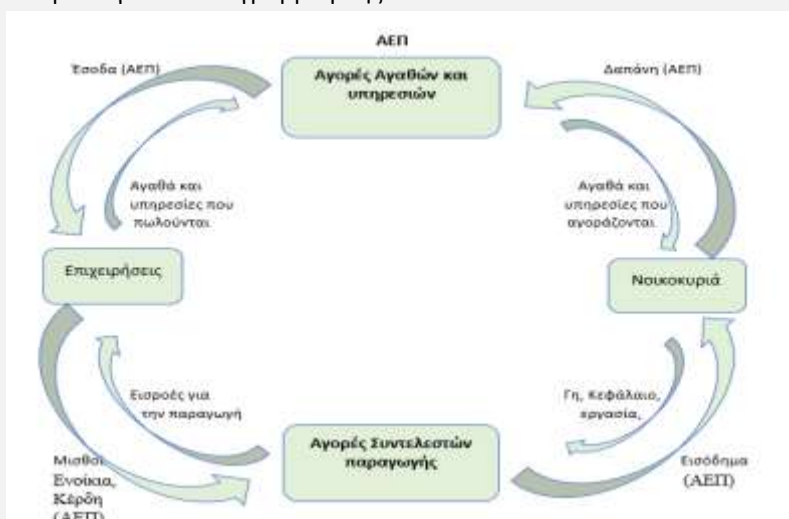 ΑΕΠ
Έσοδα (ΑΕΠ)
Αγορές Αγαθών και
υπηρεσιών
Δαπάνη (ΑΕΠ)
Αγαθά και
υπηρεσίες που
πωλούνται
Αγαθά και
υπηρεσίες που
αγοράζονται
Επιχειρήσεις
Νοικοκυριά
Εισροές για
την παραγωγή
Γη, Κεφάλαιο,
εργασία,
Αγορές Συντελεστών
παραγωγής
Μισθοί
Ενοίκια,
Κέρδη
(ΑΕΠ)
Εισόδημα
(ΑΕΠ)